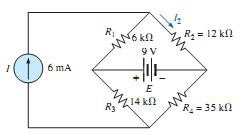 I₂
R₁
6 kΩ
R₂ = 12 kΩ
9 V
I
6 mA
+
–
E
R₃
14 kΩ
R₄ = 35 kΩ